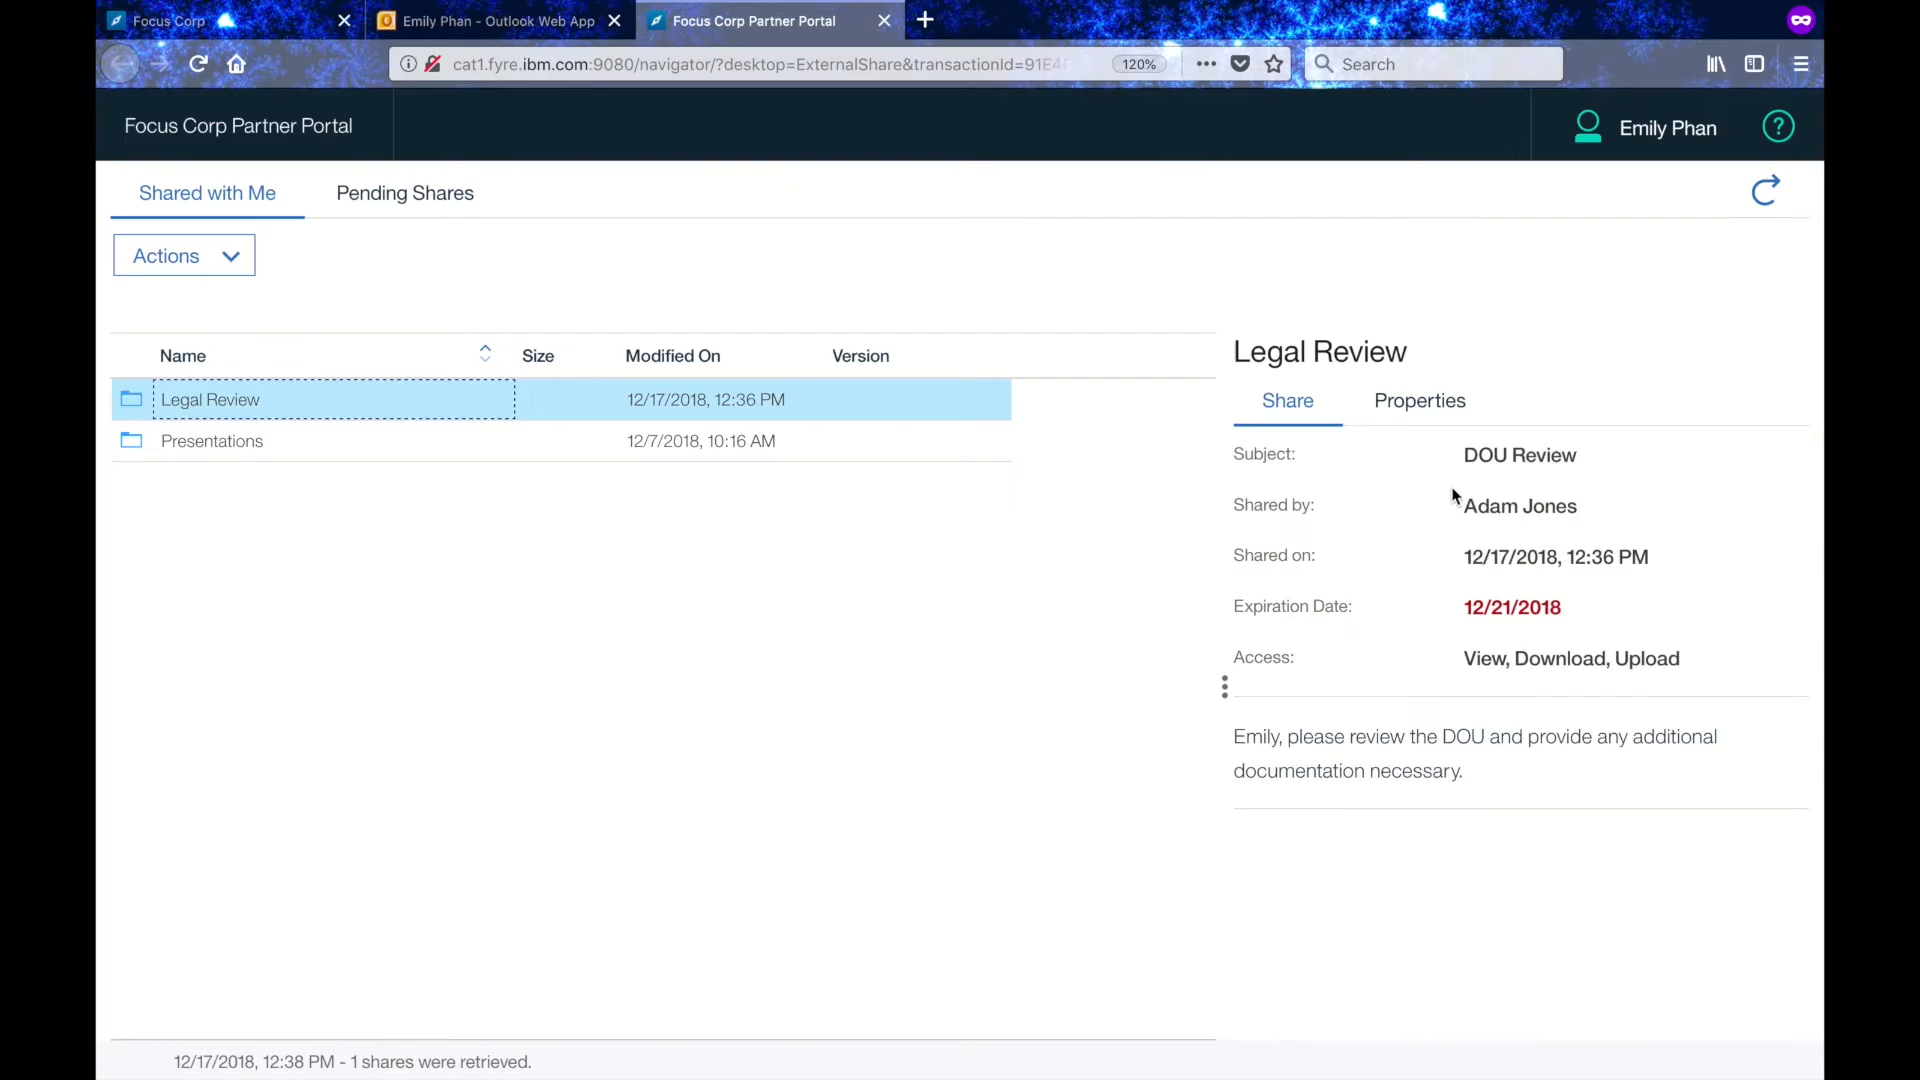 Focus Corp
Emily Phan - Outlook Web App
Focus Corp Partner Portal
cat1.fyre.ibm.com:9080/navigator/?desktop=ExternalShare&transactionId=91E4
120%
Search
Focus Corp Partner Portal
Emily Phan
Shared with Me
Pending Shares
Actions
Name Size Modified On Version
Legal Review 12/17/2018, 12:36 PM
Presentations 12/7/2018, 10:16 AM
Legal Review
Share Properties
Subject: DOU Review
Shared by: Adam Jones
Shared on: 12/17/2018, 12:36 PM
Expiration Date: 12/21/2018
Access: View, Download, Upload
Emily, please review the DOU and provide any additional
documentation necessary.
12/17/2018, 12:38 PM - 1 shares were retrieved.